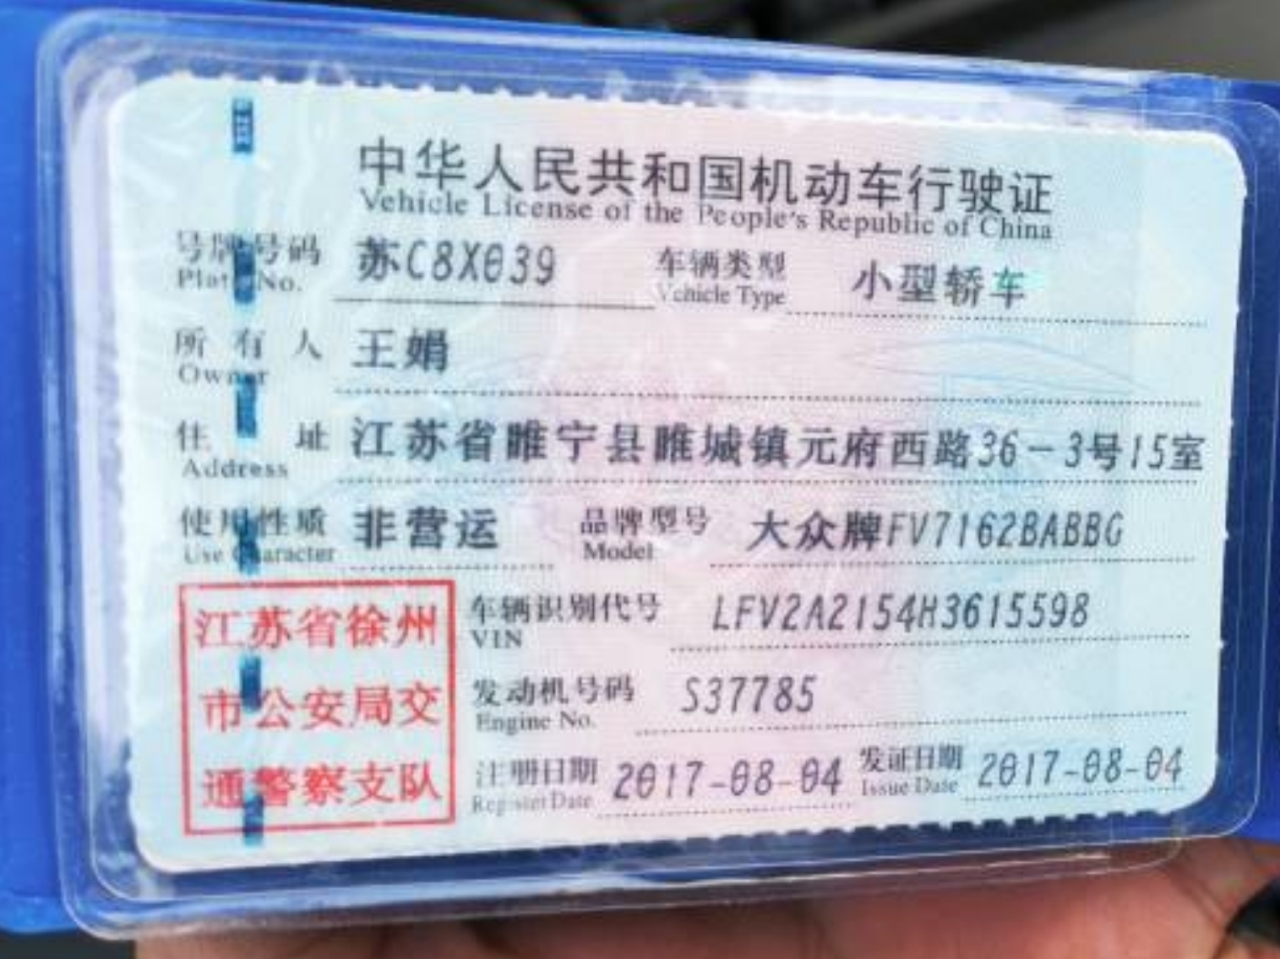 中华人民共和国机动车行驶证
Vehicle License of the People's Republic of China
号牌号码 苏C8X039 车辆类型 小型轿车
Plate No. Vehicle Type
所有人 王娟
Owner
住址 江苏省睢宁县睢城镇元府西路36-3号15室
Address
使用性质 非营运 品牌型号 大众牌FV7162BABBG
Use Character Model
江苏省徐州
市公安局交
通警察支队
车辆识别代号 LFV2A2154H3615598
VIN
发动机号码 S37785
Engine No.
注册日期 2017-08-04 发证日期 2017-08-04
Register Date Issue Date